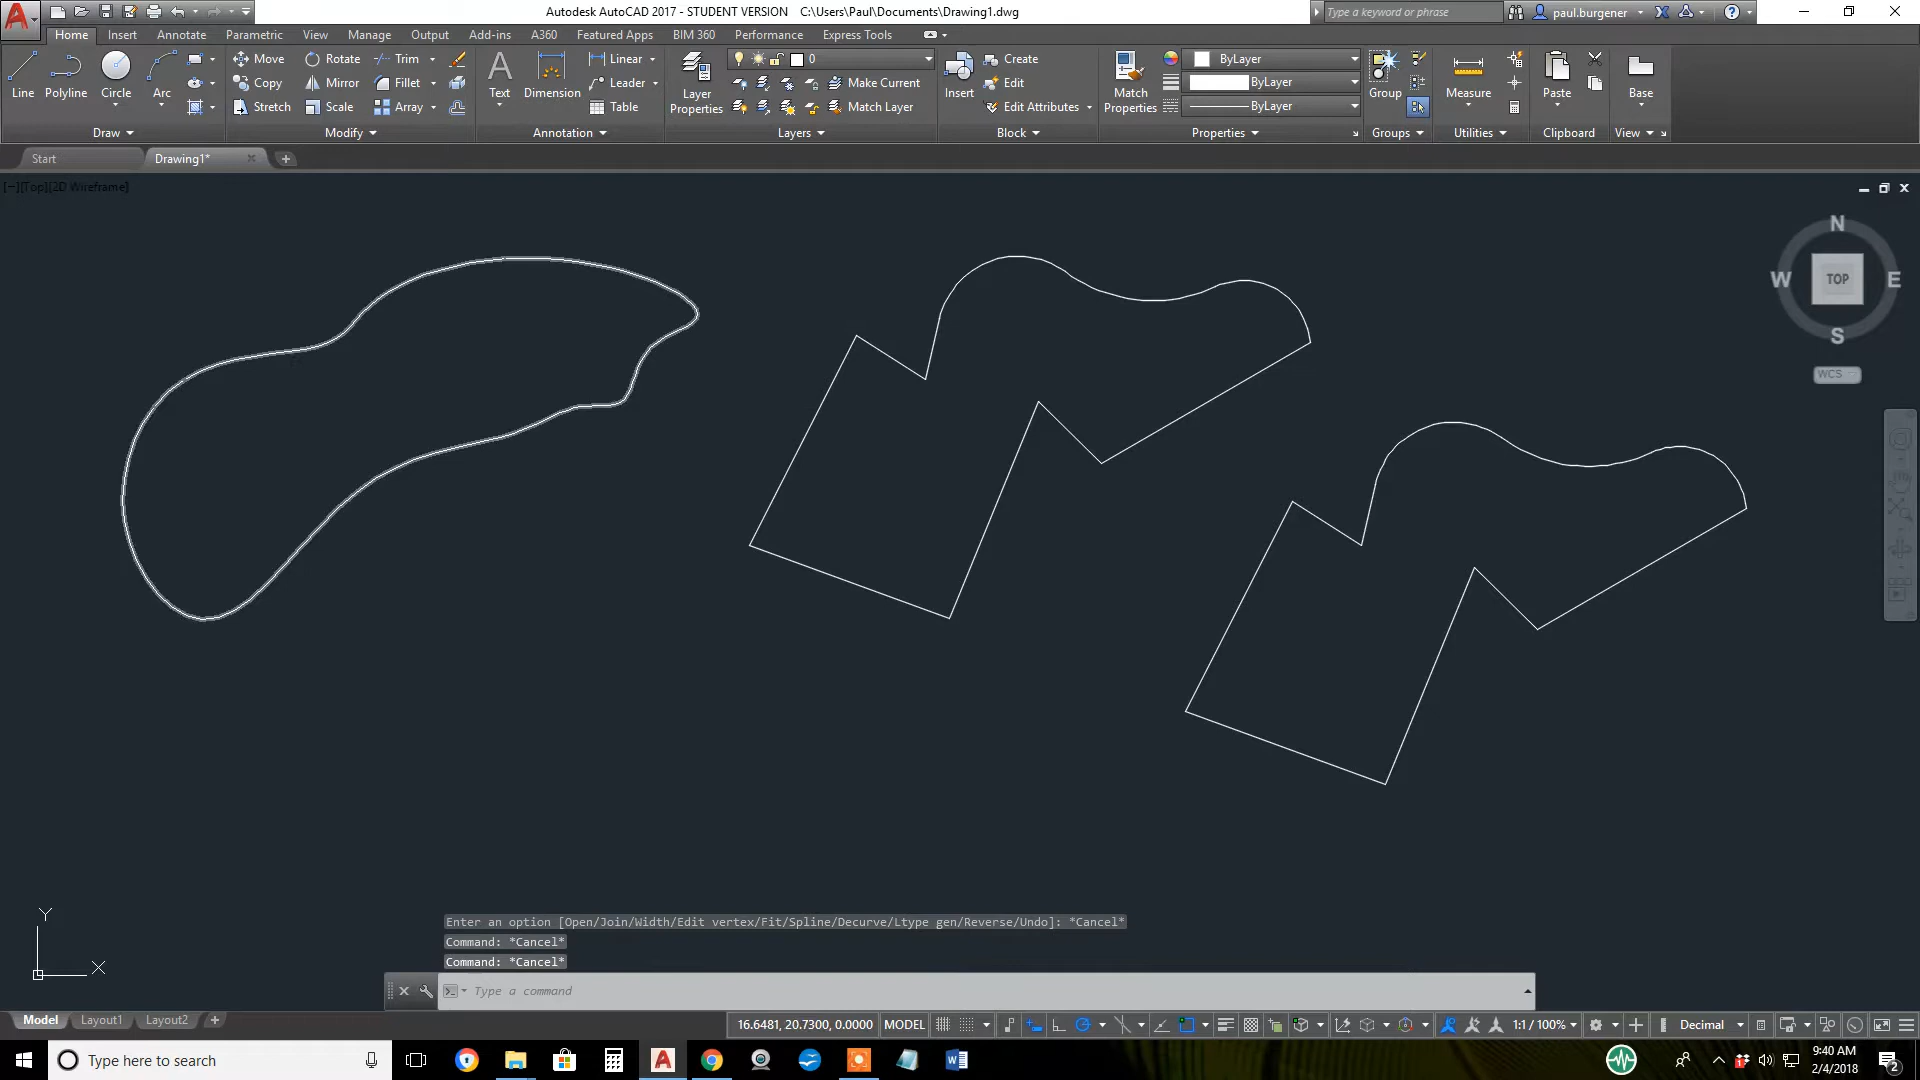 Autodesk AutoCAD 2017 - STUDENT VERSION C:\Users\Paul\Documents\Drawing1.dwg
Type a keyword or phrase
paul.burgener
Home Insert Annotate Parametric View Manage Output Add-ins A360 Featured Apps BIM 360 Performance Express Tools
Line Polyline Circle Arc
Move Rotate Trim
Copy Mirror Fillet
Stretch Scale Array
Text Dimension
Linear
Leader
Table
Layer Properties
0
Make Current
Match Layer
Insert
Create
Edit
Edit Attributes
Match Properties
ByLayer
ByLayer
ByLayer
Group
Measure
Paste
Base
Draw Modify Annotation Layers Block Properties Groups Utilities Clipboard View
Start Drawing1*
[−][Top][2D Wireframe]
N
W TOP E
S
WCS
Y
X
Enter an option [Open/Join/Width/Edit vertex/Fit/Spline/Decurve/Ltype gen/Reverse/Undo]: *Cancel*
Command: *Cancel*
Command: *Cancel*
Type a command
Model Layout1 Layout2
16.6481, 20.7300, 0.0000 MODEL
1:1 / 100%
Decimal
Type here to search
9:40 AM
2/4/2018
2